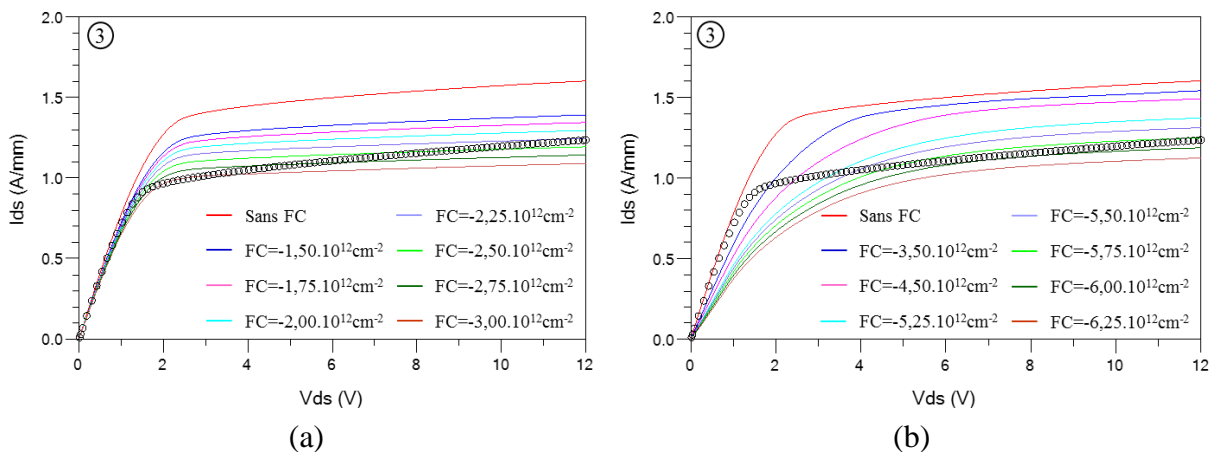 ③
2.0
1.5
1.0
0.5
0.0
Ids (A/mm)
0 2 4 6 8 10 12
Vds (V)
Sans FC
FC=-1,50.10¹²cm⁻²
FC=-1,75.10¹²cm⁻²
FC=-2,00.10¹²cm⁻²
FC=-2,25.10¹²cm⁻²
FC=-2,50.10¹²cm⁻²
FC=-2,75.10¹²cm⁻²
FC=-3,00.10¹²cm⁻²
(a)
③
2.0
1.5
1.0
0.5
0.0
Ids (A/mm)
0 2 4 6 8 10 12
Vds (V)
Sans FC
FC=-3,50.10¹²cm⁻²
FC=-4,50.10¹²cm⁻²
FC=-5,25.10¹²cm⁻²
FC=-5,50.10¹²cm⁻²
FC=-5,75.10¹²cm⁻²
FC=-6,00.10¹²cm⁻²
FC=-6,25.10¹²cm⁻²
(b)